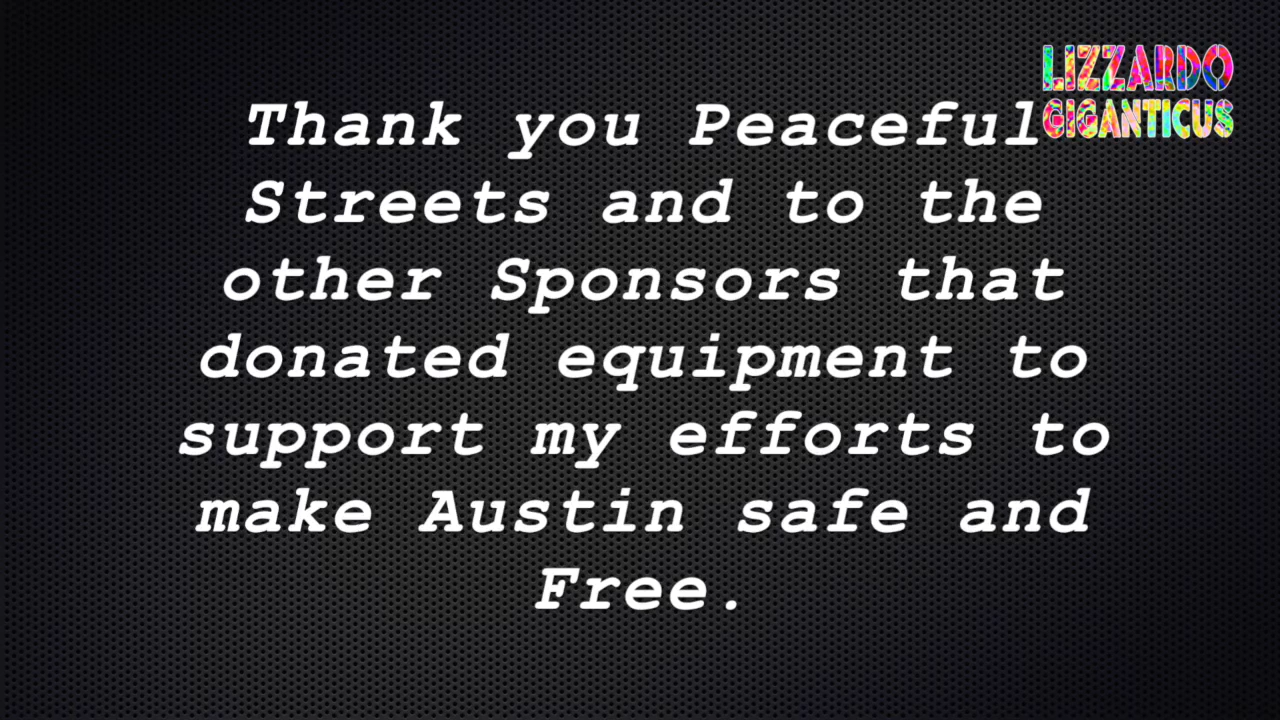 LIZZARDO
GIGANTICUS
Thank you Peaceful
Streets and to the
other Sponsors that
donated equipment to
support my efforts to
make Austin safe and
Free.